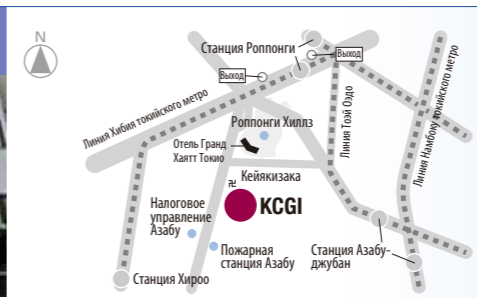 N
Станция Роппонги
Выход
Выход
Линия Хибия токийского метро
Линия Тоэй Оэдо
Линия Намбоку токийского метро
Роппонги Хиллз
Отель Гранд
Хаятт Токио
卍
Кейякизака
KCGI
Налоговое
управление
Азабу
Пожарная
станция Азабу
Станция Азабу-
джубан
Станция Хироо